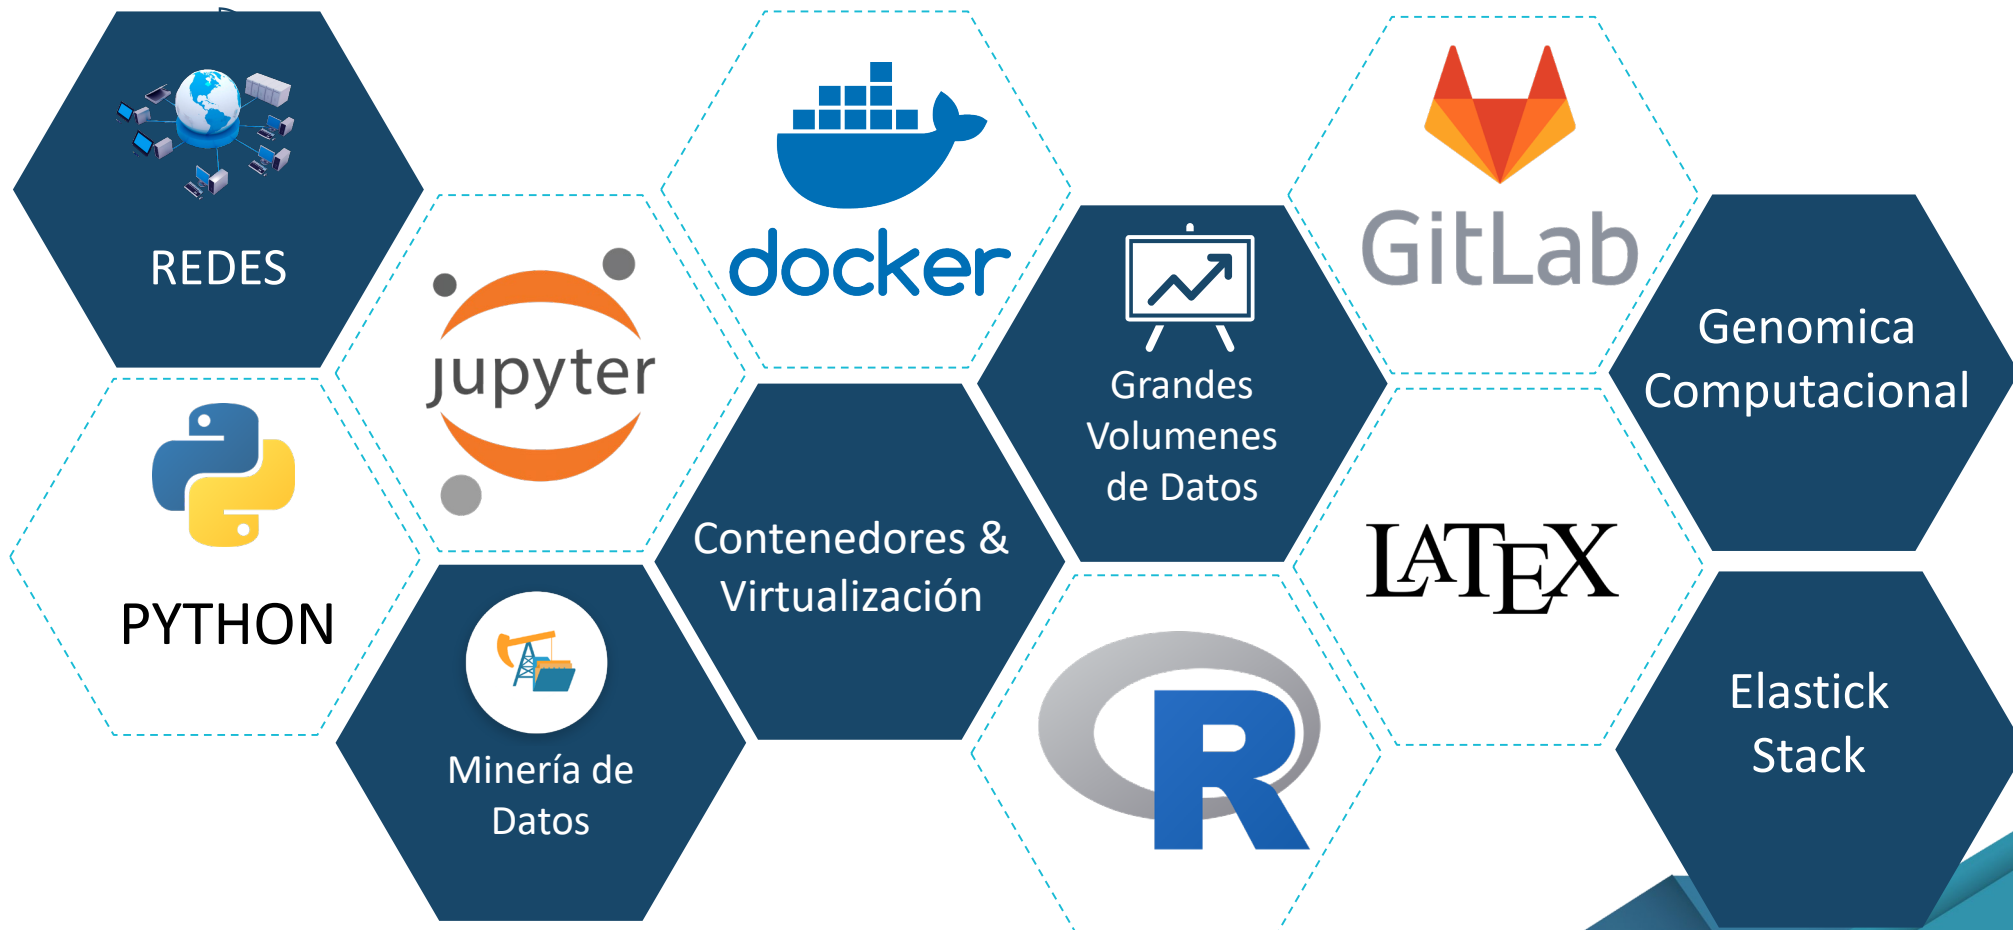 REDES
PYTHON
jupyter
Minería de
Datos
docker
Contenedores &
Virtualización
Grandes
Volumenes
de Datos
R
GitLab
LATEX
Genomica
Computacional
Elastick
Stack